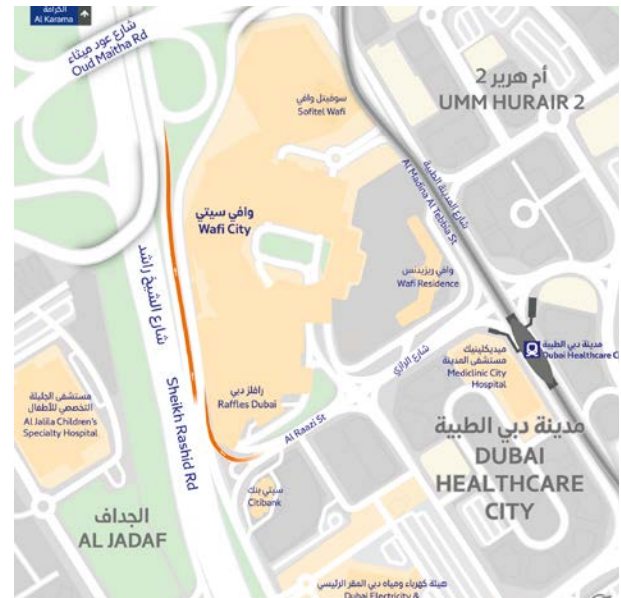 الكرامة
Al Karama
شارع عود ميثاء
Oud Maitha Rd
سوفيتل وافي
Sofitel Wafi
أم هرير 2
UMM HURAIR 2
شارع المدينة الطبية
Al Madina Al Tebbia St
وافي سيتي
Wafi City
وافي ريزيدنس
Wafi Residence
شارع الشيخ راشد
Sheikh Rashid Rd
مدينة دبي الطبية
Dubai Healthcare C
ميديكلينيك
مستشفى المدينة
Mediclinic City
Hospital
شارع الرازي
Al Raazi St
رافلز دبي
Raffles Dubai
مستشفى الجليلة
التخصصي للأطفال
Al Jalila Children's
Specialty Hospital
مدينة دبي الطبية
DUBAI
HEALTHCARE
CITY
سيتي بنك
Citibank
الجداف
AL JADAF
هيئة كهرباء ومياه دبي المقر الرئيسي
Dubai Electricity &